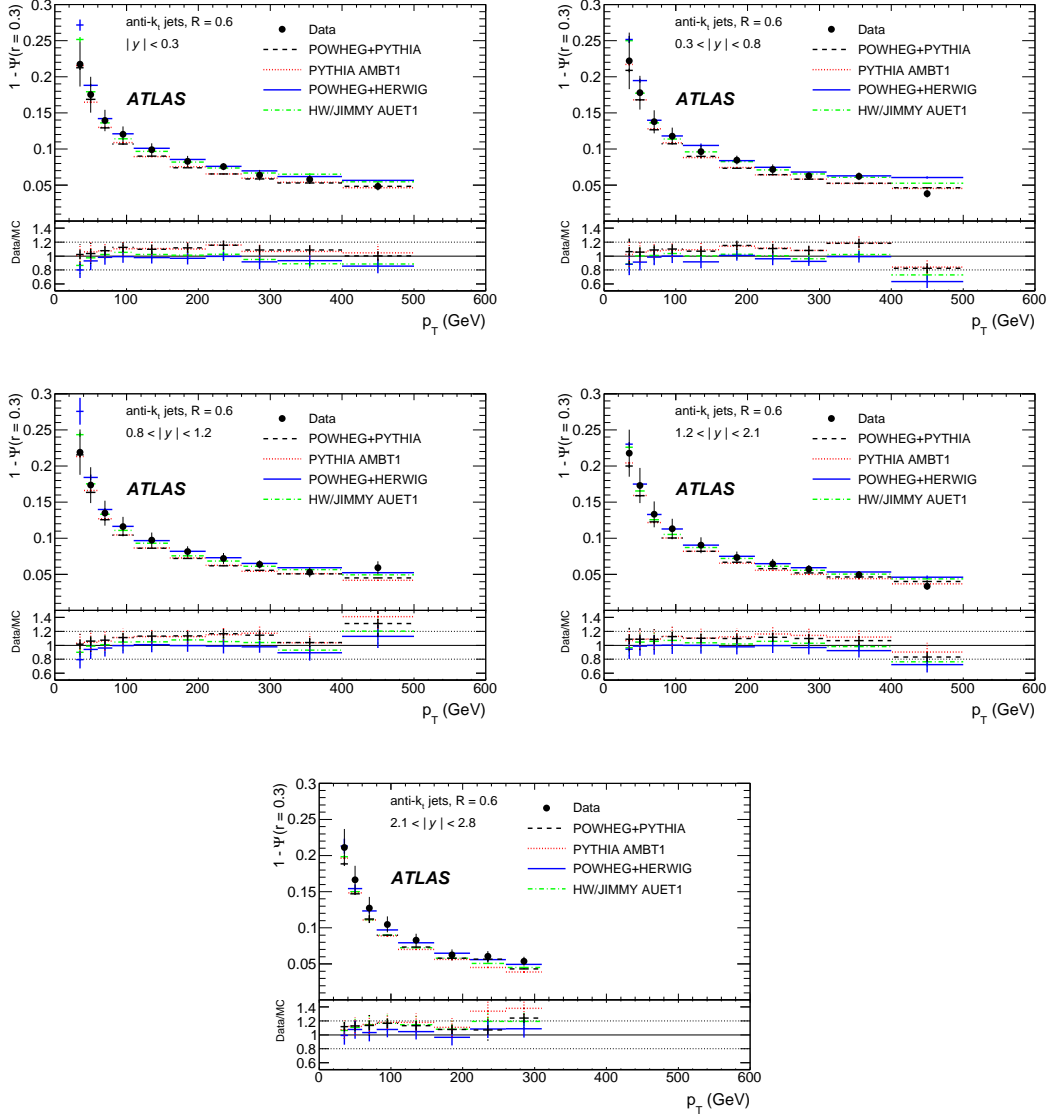 anti-kt jets, R = 0.6
| y | < 0.3
ATLAS
Data
POWHEG+PYTHIA
PYTHIA AMBT1
POWHEG+HERWIG
HW/JIMMY AUET1
1 - Ψ(r = 0.3)
0.3
0.25
0.2
0.15
0.1
0.05
Data/MC
1.4
1.2
1
0.8
0.6
0 100 200 300 400 500 600
pT (GeV)
anti-kt jets, R = 0.6
0.3 < | y | < 0.8
ATLAS
Data
POWHEG+PYTHIA
PYTHIA AMBT1
POWHEG+HERWIG
HW/JIMMY AUET1
1 - Ψ(r = 0.3)
0.3
0.25
0.2
0.15
0.1
0.05
Data/MC
1.4
1.2
1
0.8
0.6
0 100 200 300 400 500 600
pT (GeV)
anti-kt jets, R = 0.6
0.8 < | y | < 1.2
ATLAS
Data
POWHEG+PYTHIA
PYTHIA AMBT1
POWHEG+HERWIG
HW/JIMMY AUET1
1 - Ψ(r = 0.3)
0.3
0.25
0.2
0.15
0.1
0.05
Data/MC
1.4
1.2
1
0.8
0.6
0 100 200 300 400 500 600
pT (GeV)
anti-kt jets, R = 0.6
1.2 < | y | < 2.1
ATLAS
Data
POWHEG+PYTHIA
PYTHIA AMBT1
POWHEG+HERWIG
HW/JIMMY AUET1
1 - Ψ(r = 0.3)
0.3
0.25
0.2
0.15
0.1
0.05
Data/MC
1.4
1.2
1
0.8
0.6
0 100 200 300 400 500 600
pT (GeV)
anti-kt jets, R = 0.6
2.1 < | y | < 2.8
ATLAS
Data
POWHEG+PYTHIA
PYTHIA AMBT1
POWHEG+HERWIG
HW/JIMMY AUET1
1 - Ψ(r = 0.3)
0.3
0.25
0.2
0.15
0.1
0.05
Data/MC
1.4
1.2
1
0.8
0.6
0 100 200 300 400 500 600
pT (GeV)